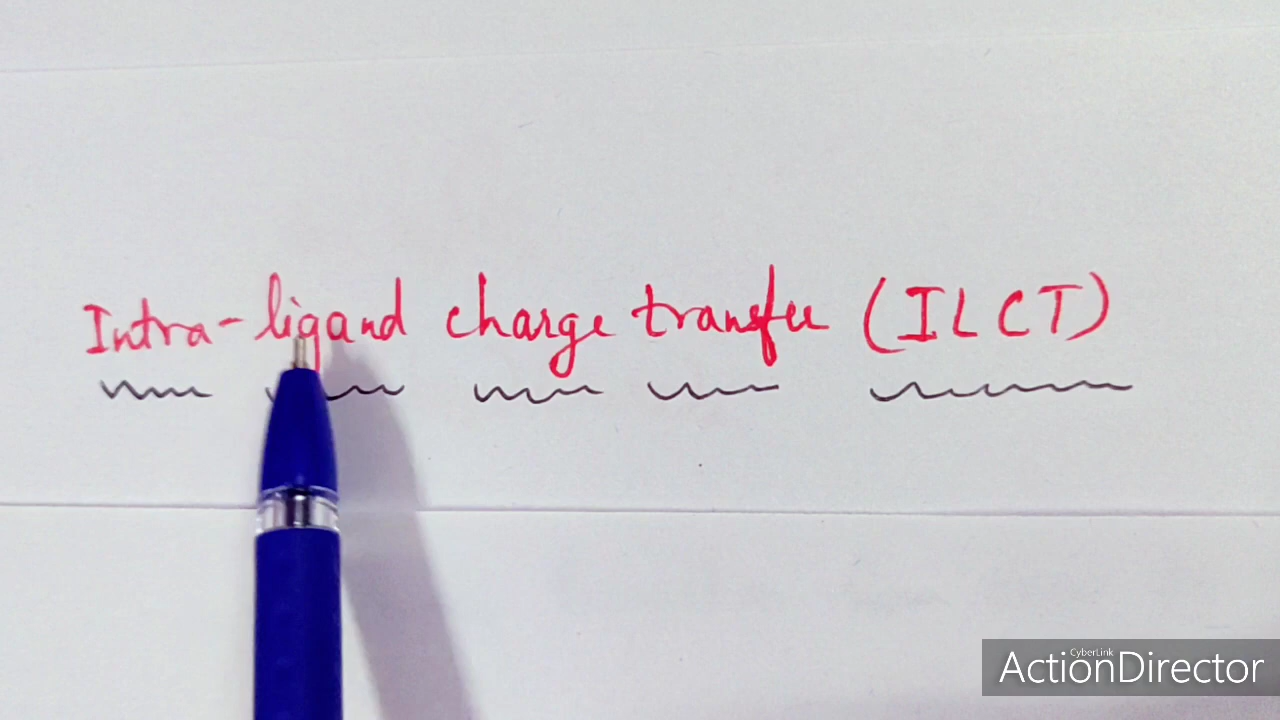 Intra-ligand charge transfer (ILCT)
CyberLink
ActionDirector